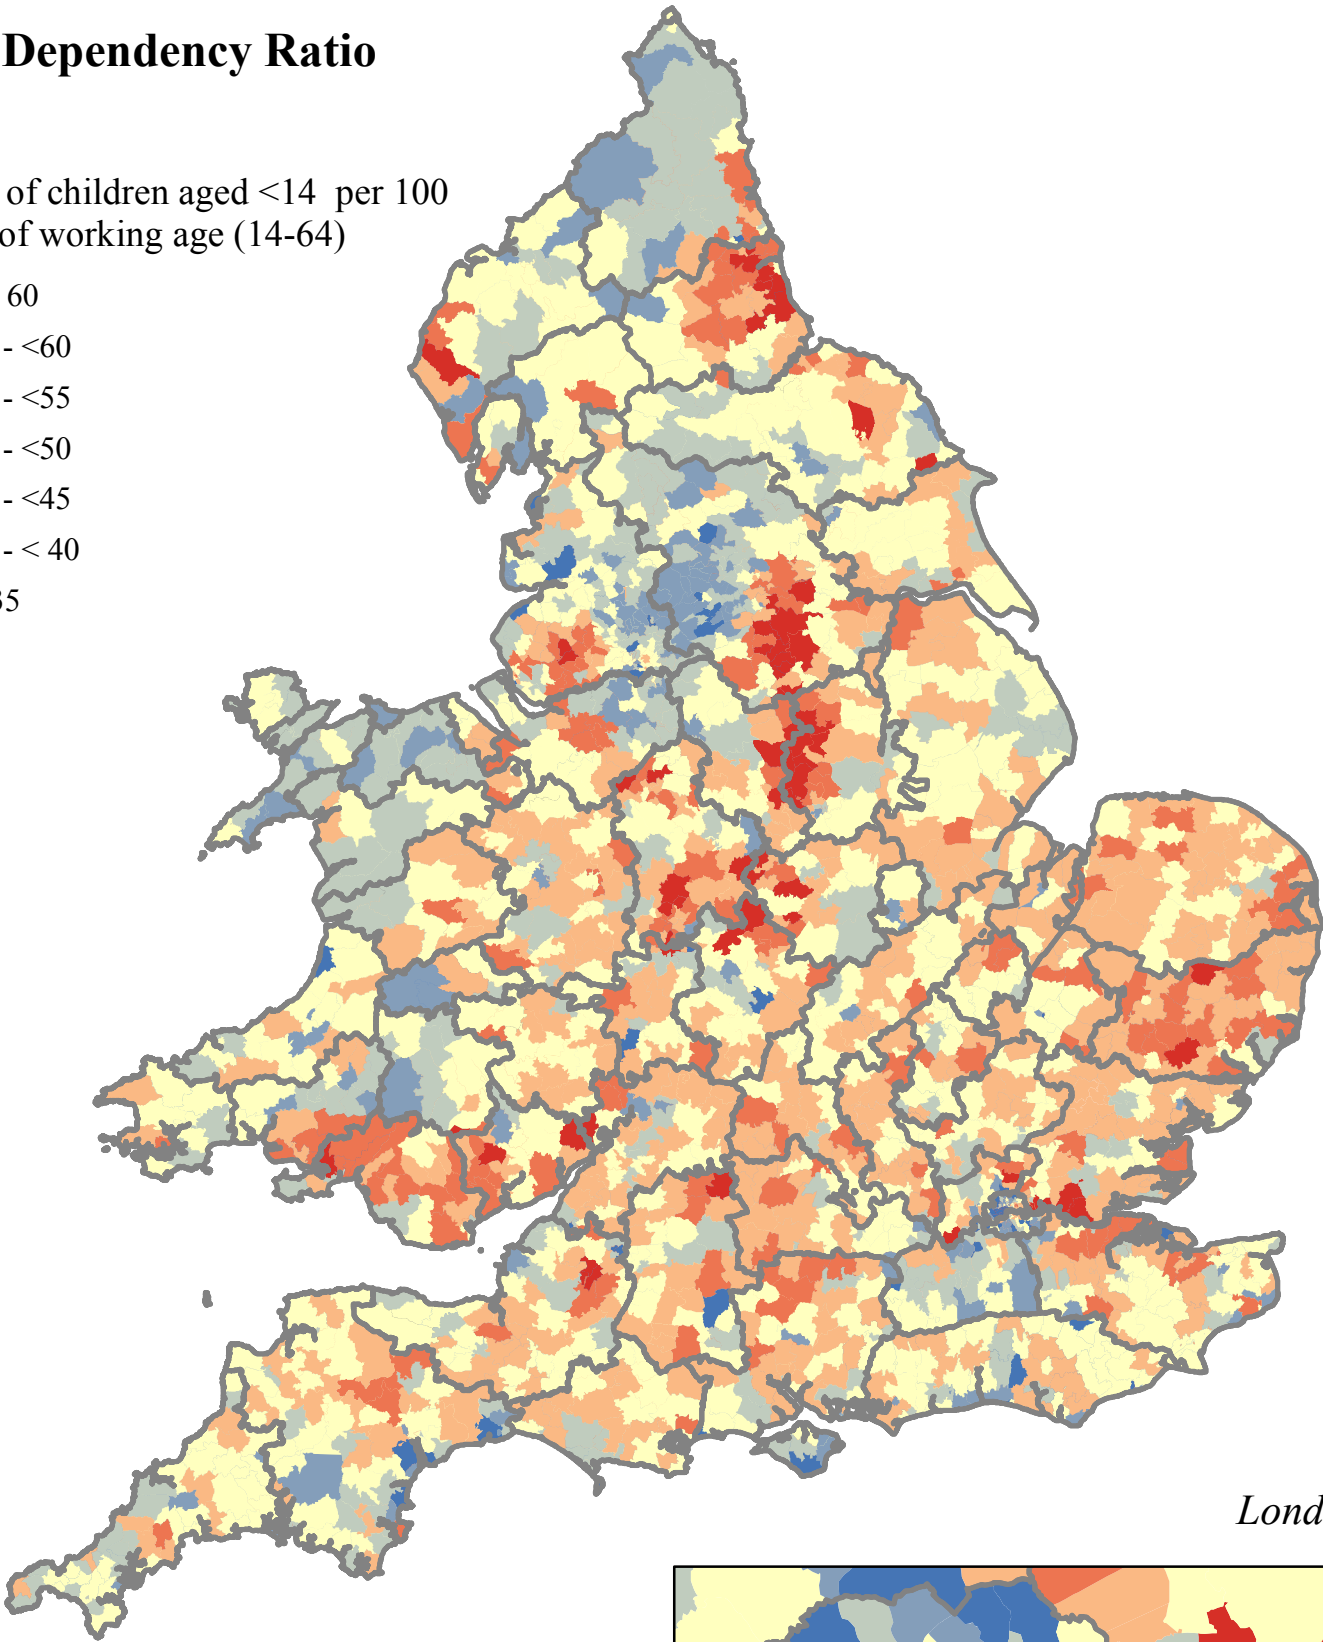 Dependency Ratio
of children aged <14 per 100
of working age (14-64)
60
- <60
- <55
- <50
- <45
- < 40
35
Lond